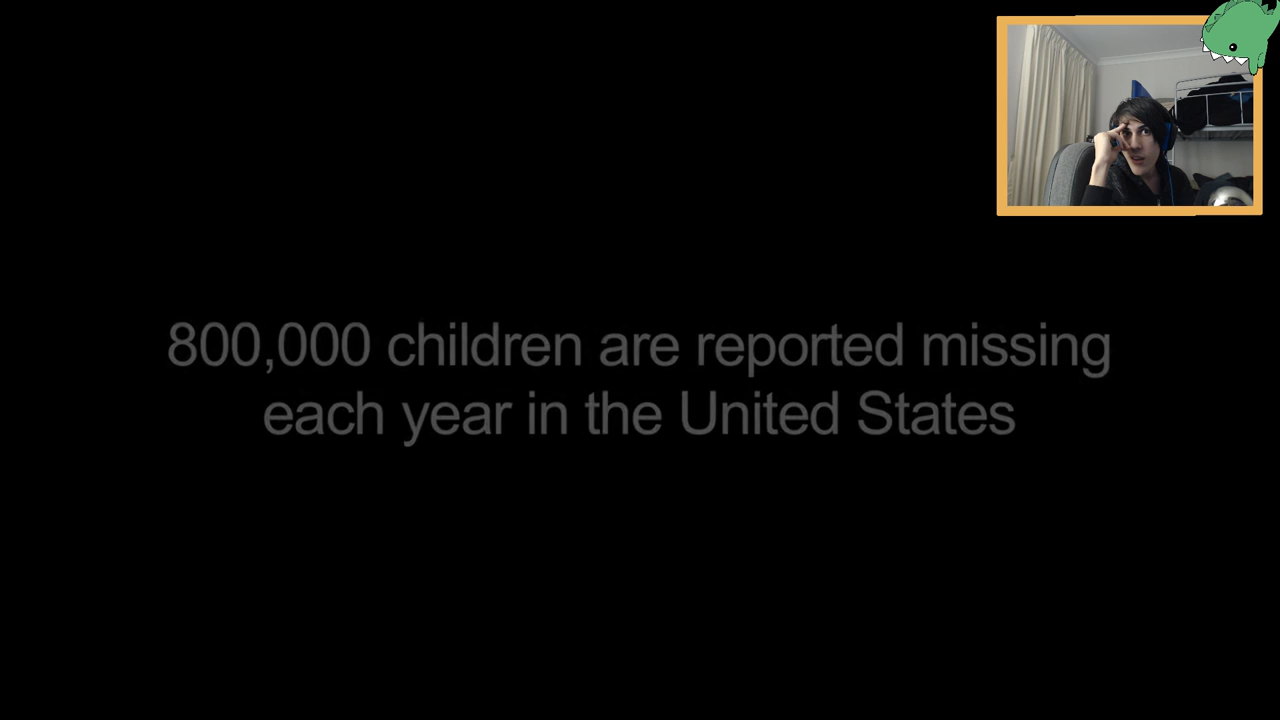 800,000 children are reported missing
each year in the United States